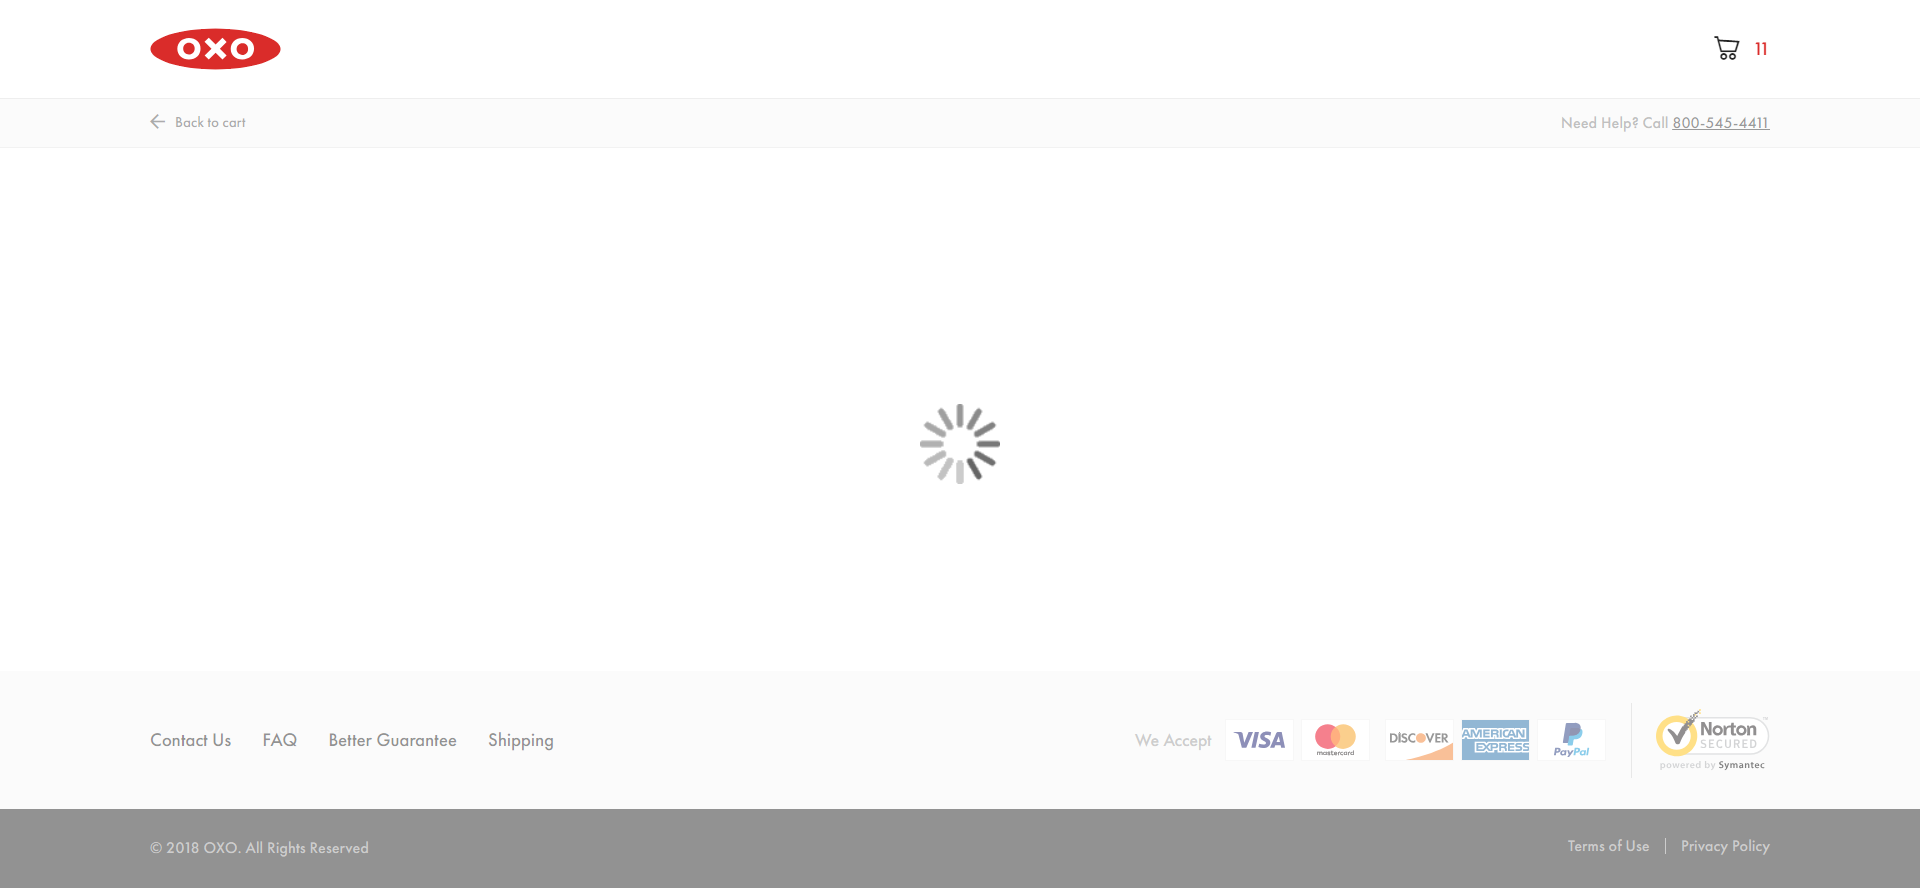 OXO
11
Back to cart
Need Help? Call 800-545-4411
Contact Us FAQ Better Guarantee Shipping
We Accept
VISA
mastercard
DISCOVER
AMERICAN EXPRESS
PayPal
Norton
SECURED
powered by Symantec
© 2018 OXO. All Rights Reserved
Terms of Use | Privacy Policy